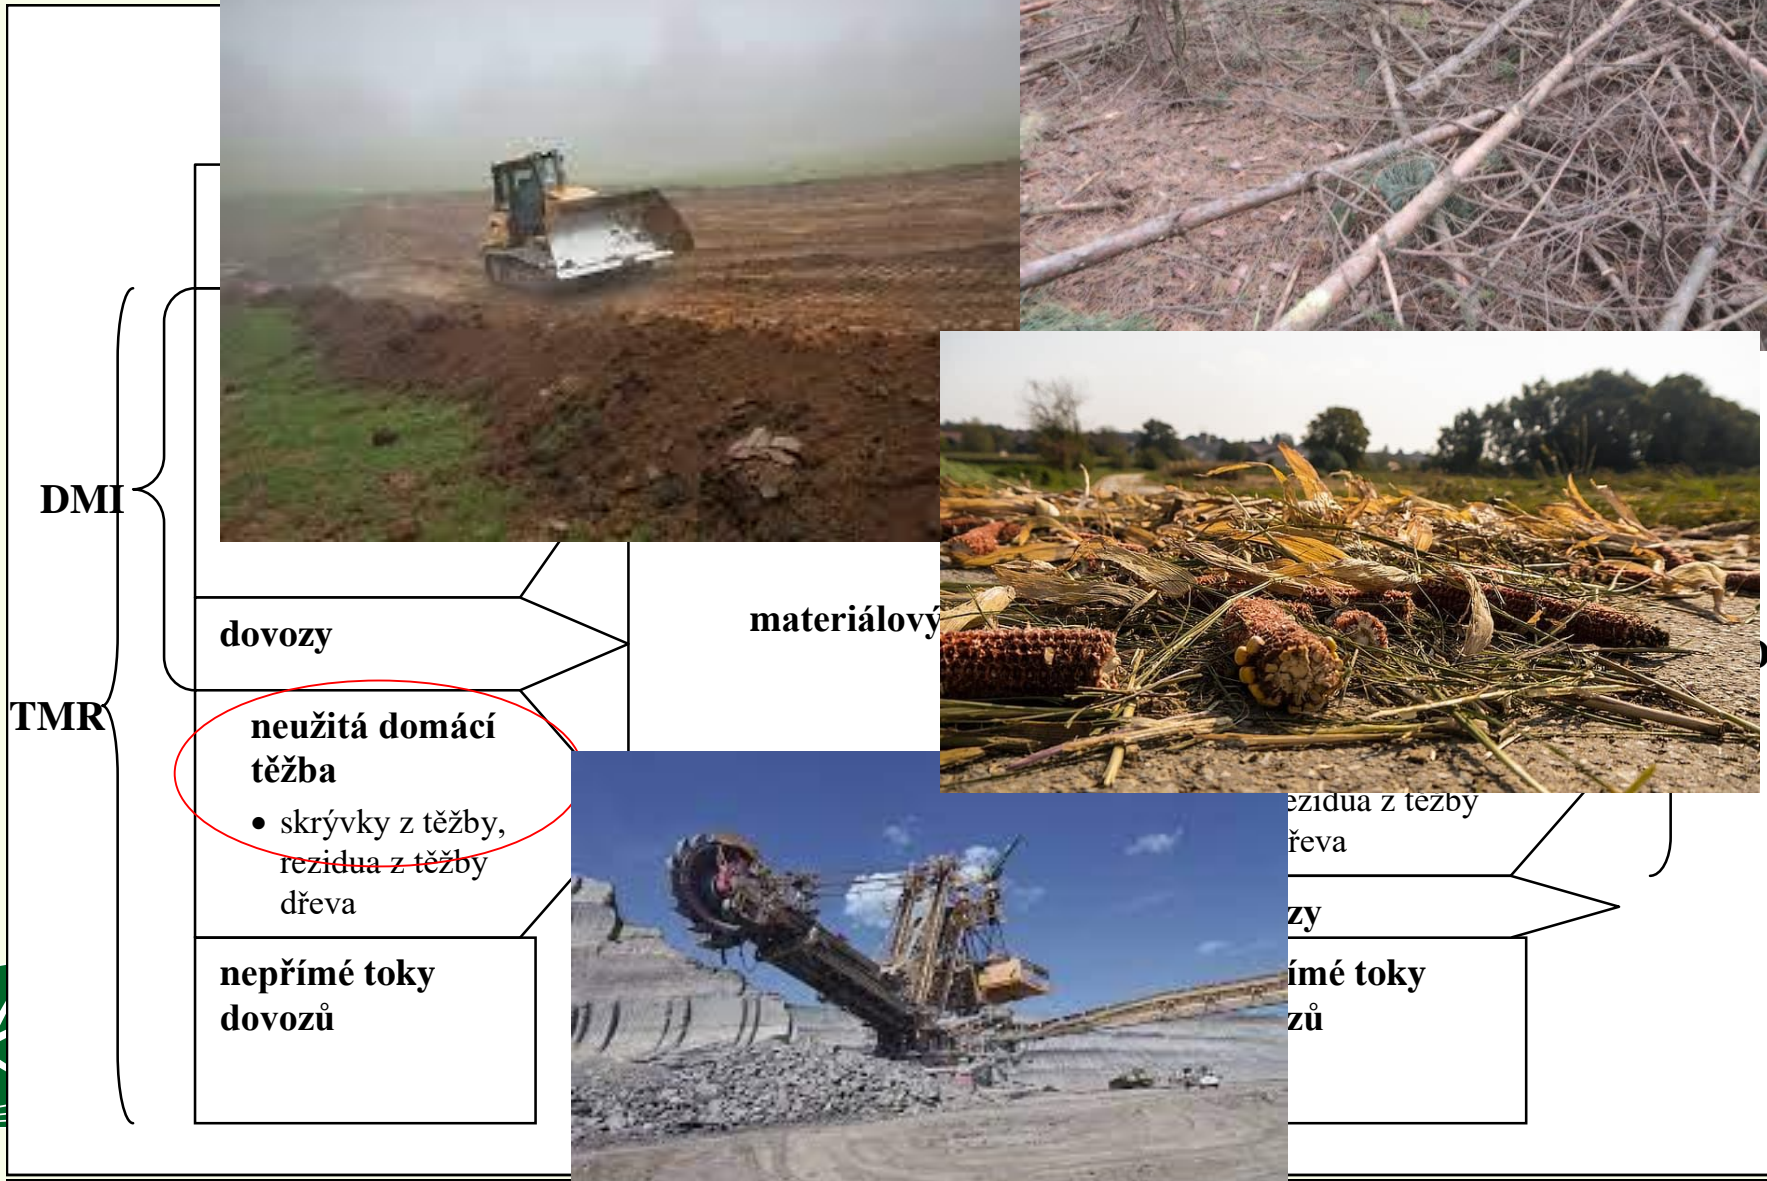 DMI
dovozy
materiálový
TMR
neužitá domácí
těžba
• skrývky z těžby,
rezidua z těžby
dřeva
nepřímé toky
dovozů
ezidua z těžby
řeva
zy
ímé toky
zů